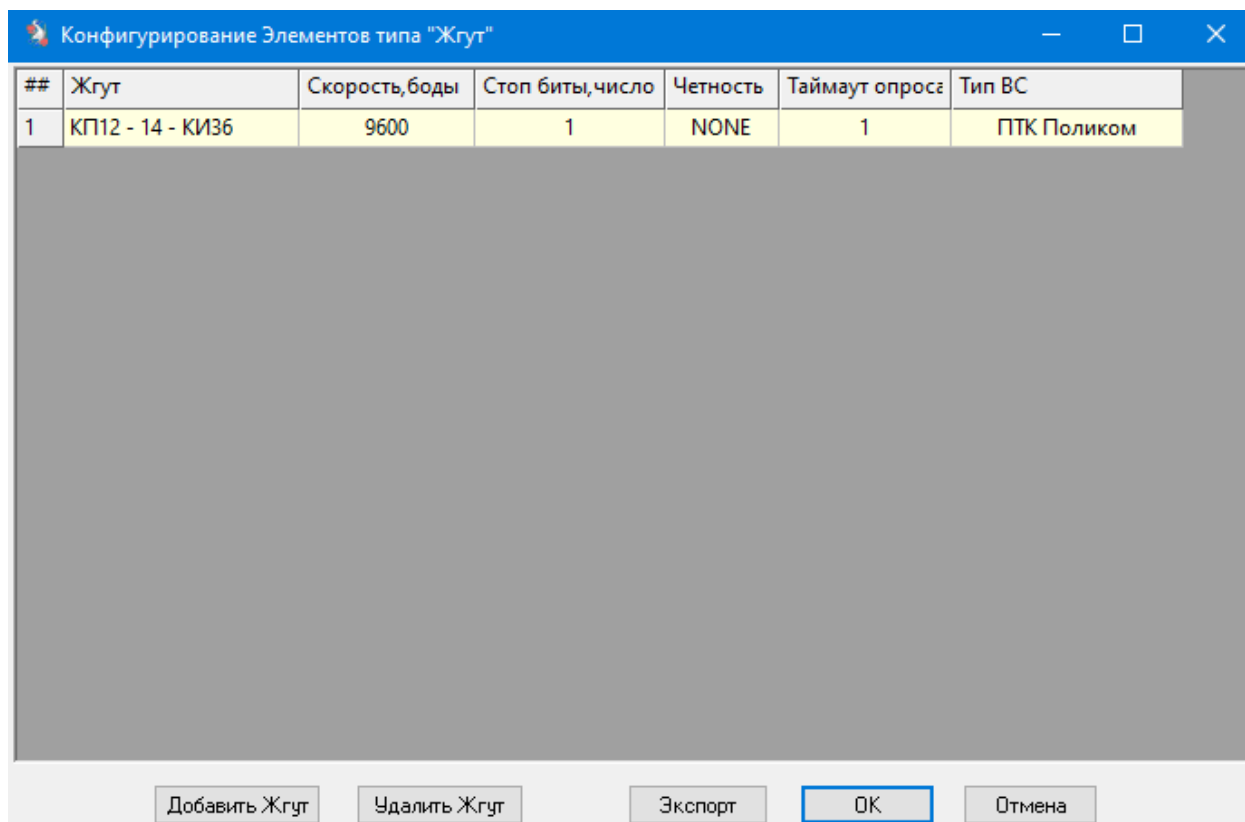 Конфигурирование Элементов типа "Жгут"
## Жгут Скорость,боды Стоп биты,число Четность Таймаут опроса Тип ВС
1 КП12 - 14 - КИ36 9600 1 NONE 1 ПТК Поликом
Добавить Жгут Удалить Жгут Экспорт OK Отмена